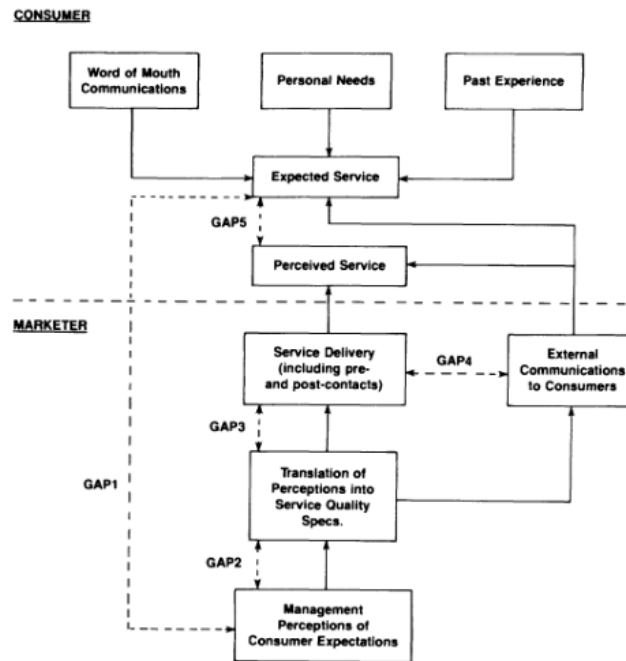 CONSUMER
Word of Mouth
Communications
Personal Needs
Past Experience
Expected Service
GAP5
Perceived Service
MARKETER
Service Delivery
(including pre-
and post-contacts)
GAP4
External
Communications
to Consumers
GAP3
Translation of
Perceptions into
Service Quality
Specs.
GAP1
GAP2
Management
Perceptions of
Consumer Expectations